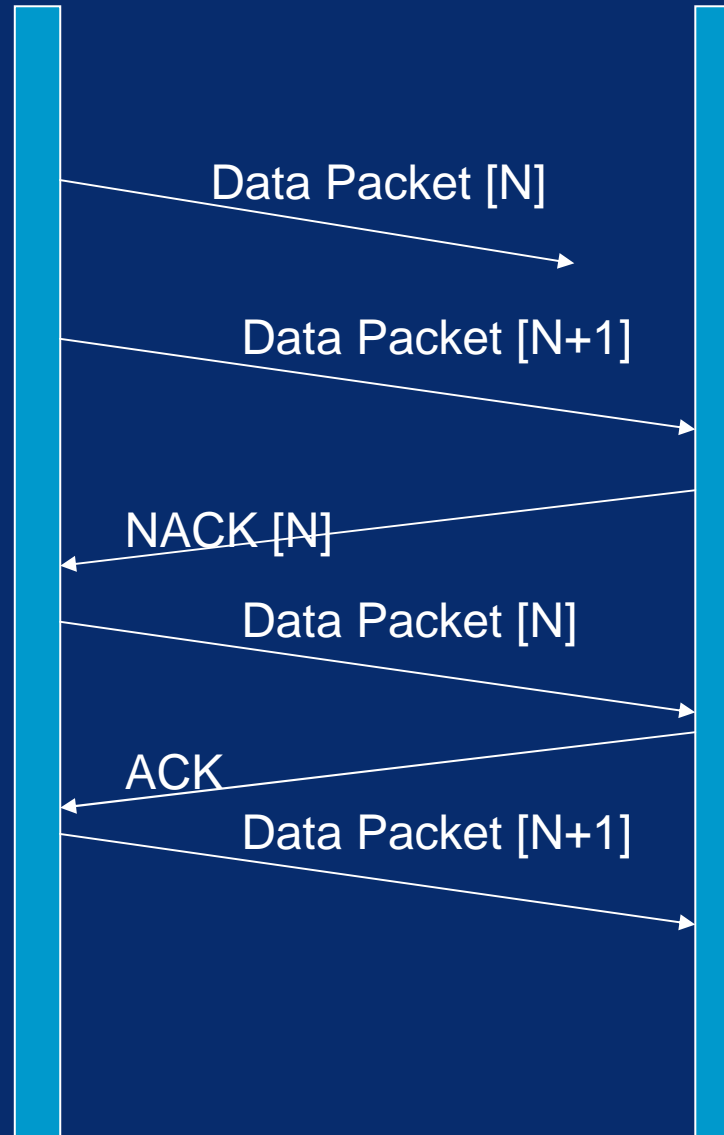 Data Packet [N]
Data Packet [N+1]
NACK [N]
Data Packet [N]
ACK
Data Packet [N+1]